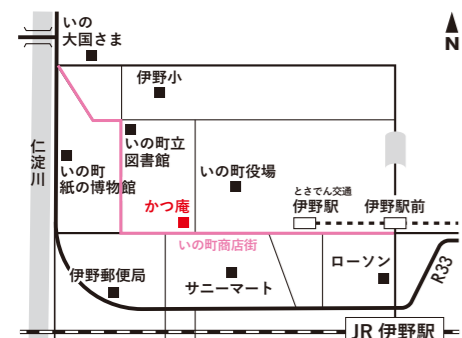 いの
大国さま
N
伊野小
仁淀川
いの町立
図書館
いの町
紙の博物館
いの町役場
とさでん交通
伊野駅
伊野駅前
かつ庵
いの町商店街
伊野郵便局
サニーマート
ローソン
R33
JR 伊野駅